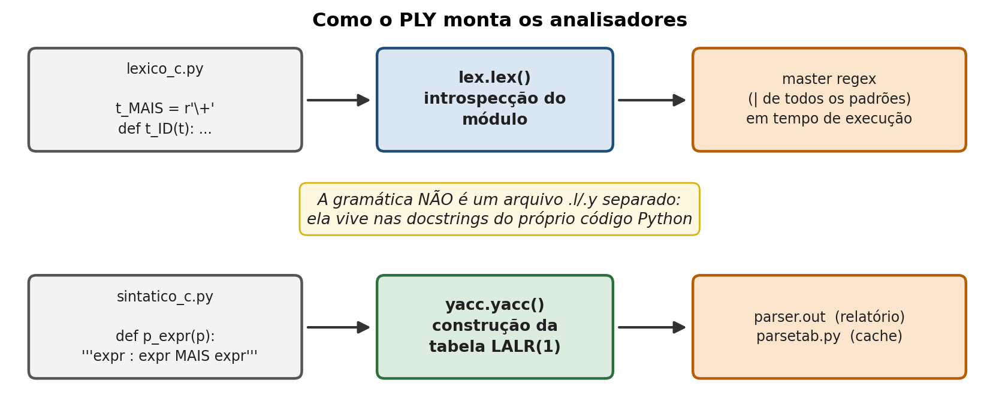 Como o PLY monta os analisadores
lexico_c.py
t_MAIS = r'\+'
def t_ID(t): ...
lex.lex()
introspecção do
módulo
master regex
(| de todos os padrões)
em tempo de execução
A gramática NÃO é um arquivo .l/.y separado:
ela vive nas docstrings do próprio código Python
sintatico_c.py
def p_expr(p):
'''expr : expr MAIS expr'''
yacc.yacc()
construção da
tabela LALR(1)
parser.out  (relatório)
parsetab.py  (cache)